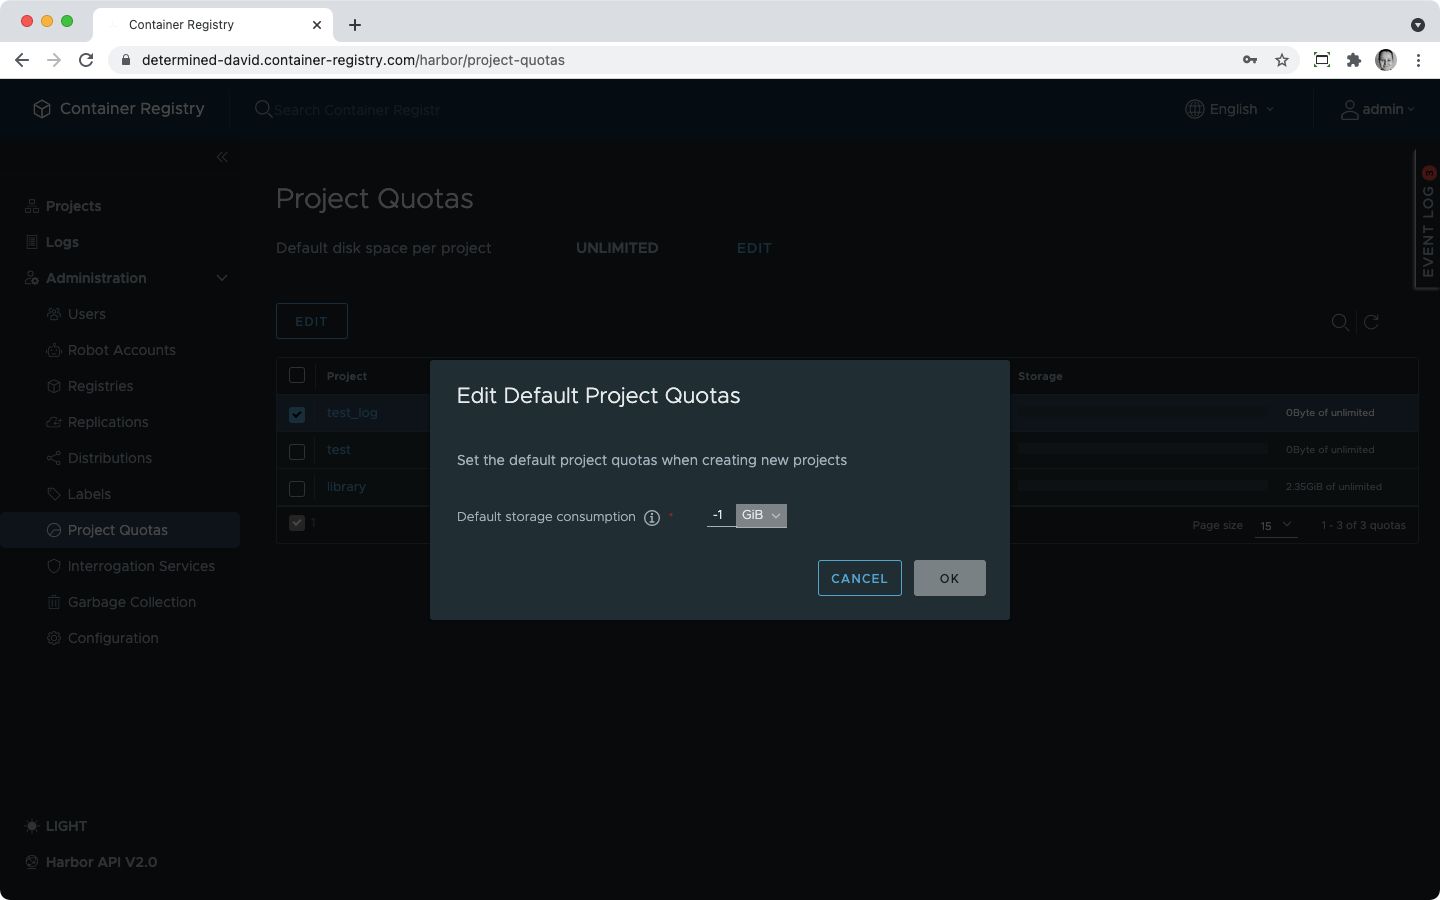 Container Registry
determined-david.container-registry.com/harbor/project-quotas
Container Registry
Search Container Registr
English
admin
Projects
Logs
Administration
Users
Robot Accounts
Registries
Replications
Distributions
Labels
Project Quotas
Interrogation Services
Garbage Collection
Configuration
LIGHT
Harbor API V2.0
Project Quotas
Default disk space per project UNLIMITED EDIT
EDIT
Project Storage
test_log 0Byte of unlimited
test 0Byte of unlimited
library 2.35GiB of unlimited
1 Page size 15 1 - 3 of 3 quotas
Edit Default Project Quotas
Set the default project quotas when creating new projects
Default storage consumption * -1 GiB
CANCEL OK
EVENT LOG 3